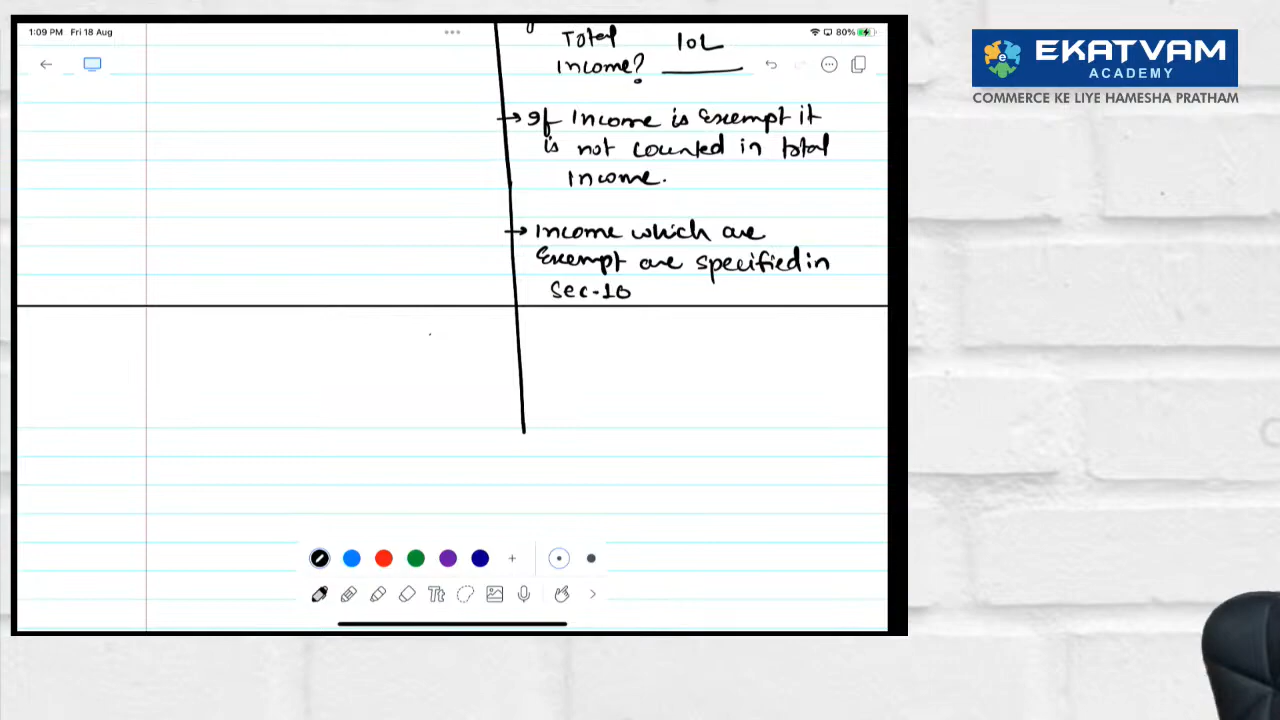 1:09 PM Fri 18 Aug
80%
EKATVAM
ACADEMY
COMMERCE KE LIYE HAMESHA PRATHAM
Total 10L
Income?
→ If Income is Exempt it
is not counted in total
Income.
→ Income which are
Exempt are specified in
Sec-10
Tt